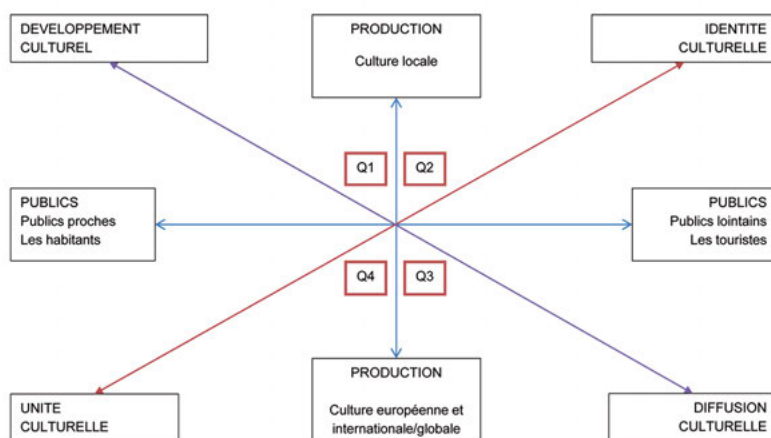 DEVELOPPEMENT
CULTUREL
PRODUCTION
Culture locale
IDENTITE
CULTURELLE
Q1
Q2
PUBLICS
Publics proches
Les habitants
PUBLICS
Publics lointains
Les touristes
Q4
Q3
UNITE
CULTURELLE
PRODUCTION
Culture européenne et
internationale/globale
DIFFUSION
CULTURELLE